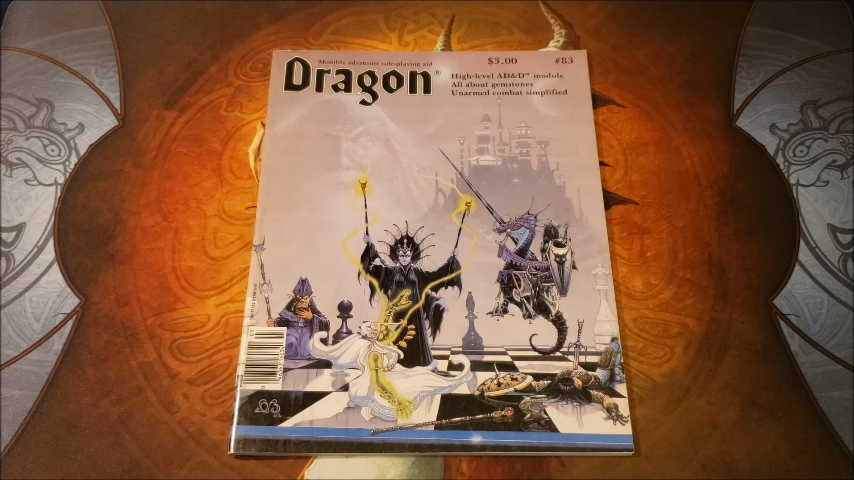 Monthly adventure role-playing aid
Dragon®
$3.00 #83
High-level AD&D™ module
All about gemstones
Unarmed combat simplified